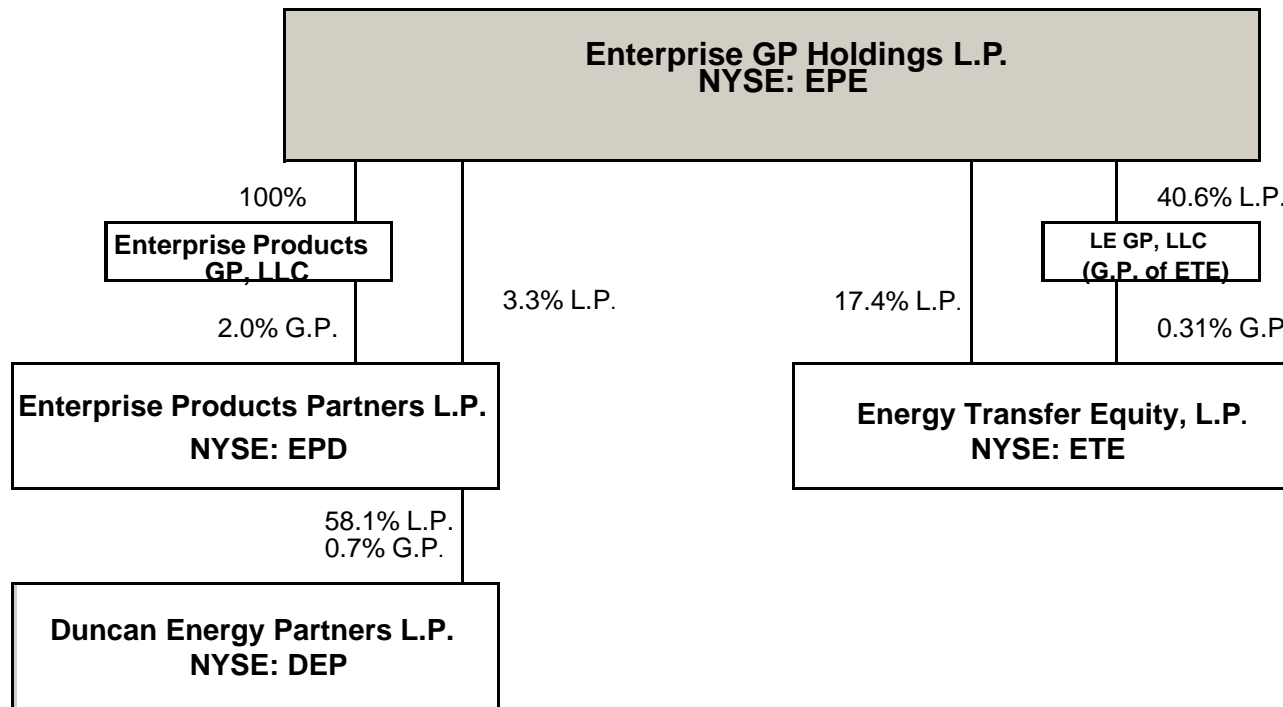 Enterprise GP Holdings L.P.
NYSE: EPE
100%
40.6% L.P.
Enterprise Products
GP, LLC
LE GP, LLC
(G.P. of ETE)
3.3% L.P.
17.4% L.P.
2.0% G.P.
0.31% G.P
Enterprise Products Partners L.P.
NYSE: EPD
Energy Transfer Equity, L.P.
NYSE: ETE
58.1% L.P.
0.7% G.P.
Duncan Energy Partners L.P.
NYSE: DEP